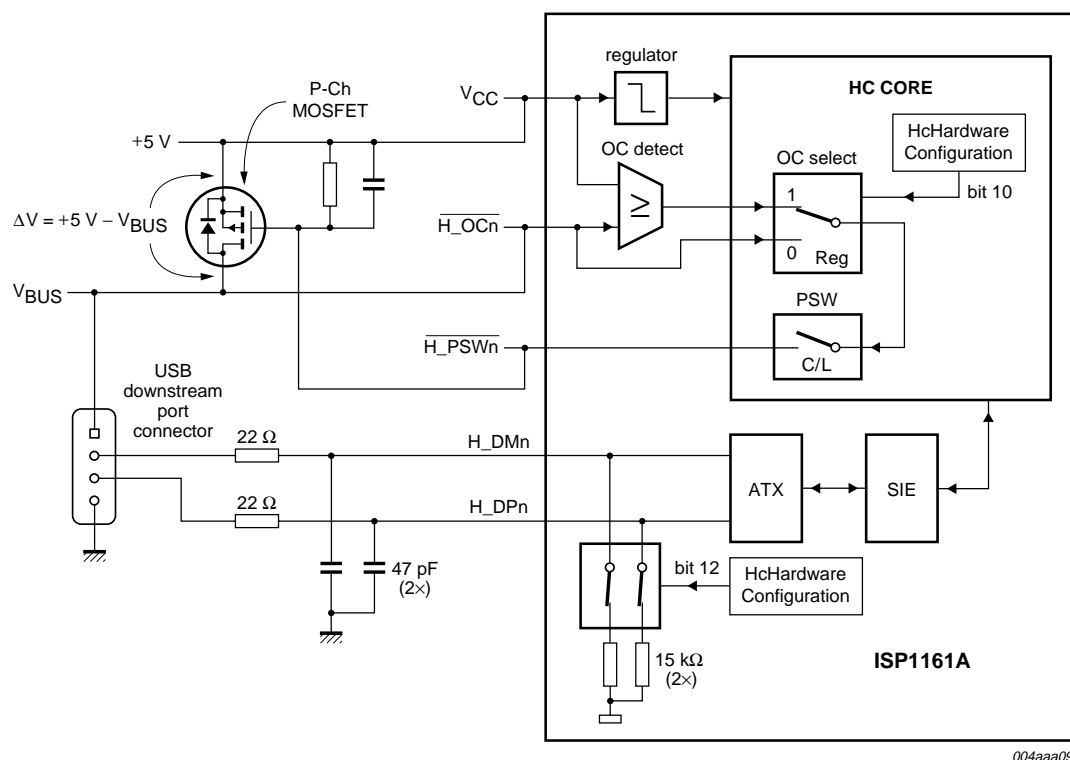 regulator
P-Ch
MOSFET
VCC
HC CORE
+5 V
OC detect
OC select
HcHardware
Configuration
bit 10
1
≥
ΔV = +5 V − VBUS
H_OCn
0
Reg
VBUS
PSW
H_PSWn
C/L
USB
downstream
port
connector
22 Ω
H_DMn
ATX
SIE
22 Ω
H_DPn
47 pF
(2×)
bit 12
HcHardware
Configuration
15 kΩ
(2×)
ISP1161A
004aaa09